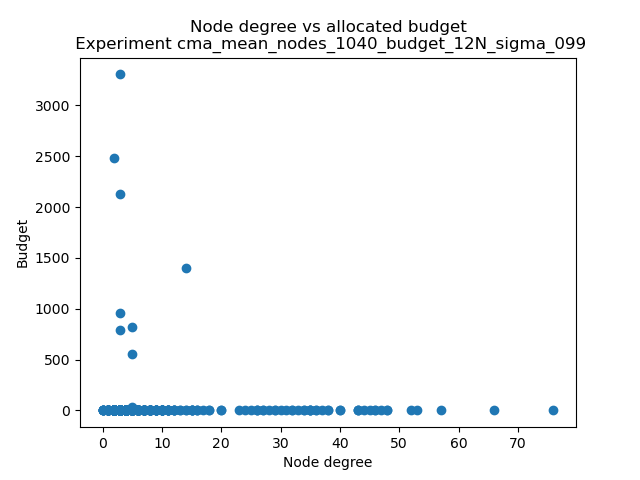 Node degree vs allocated budget
Experiment cma_mean_nodes_1040_budget_12N_sigma_099
3000
2500
2000
1500
1000
500
0
Budget
0 10 20 30 40 50 60 70
Node degree